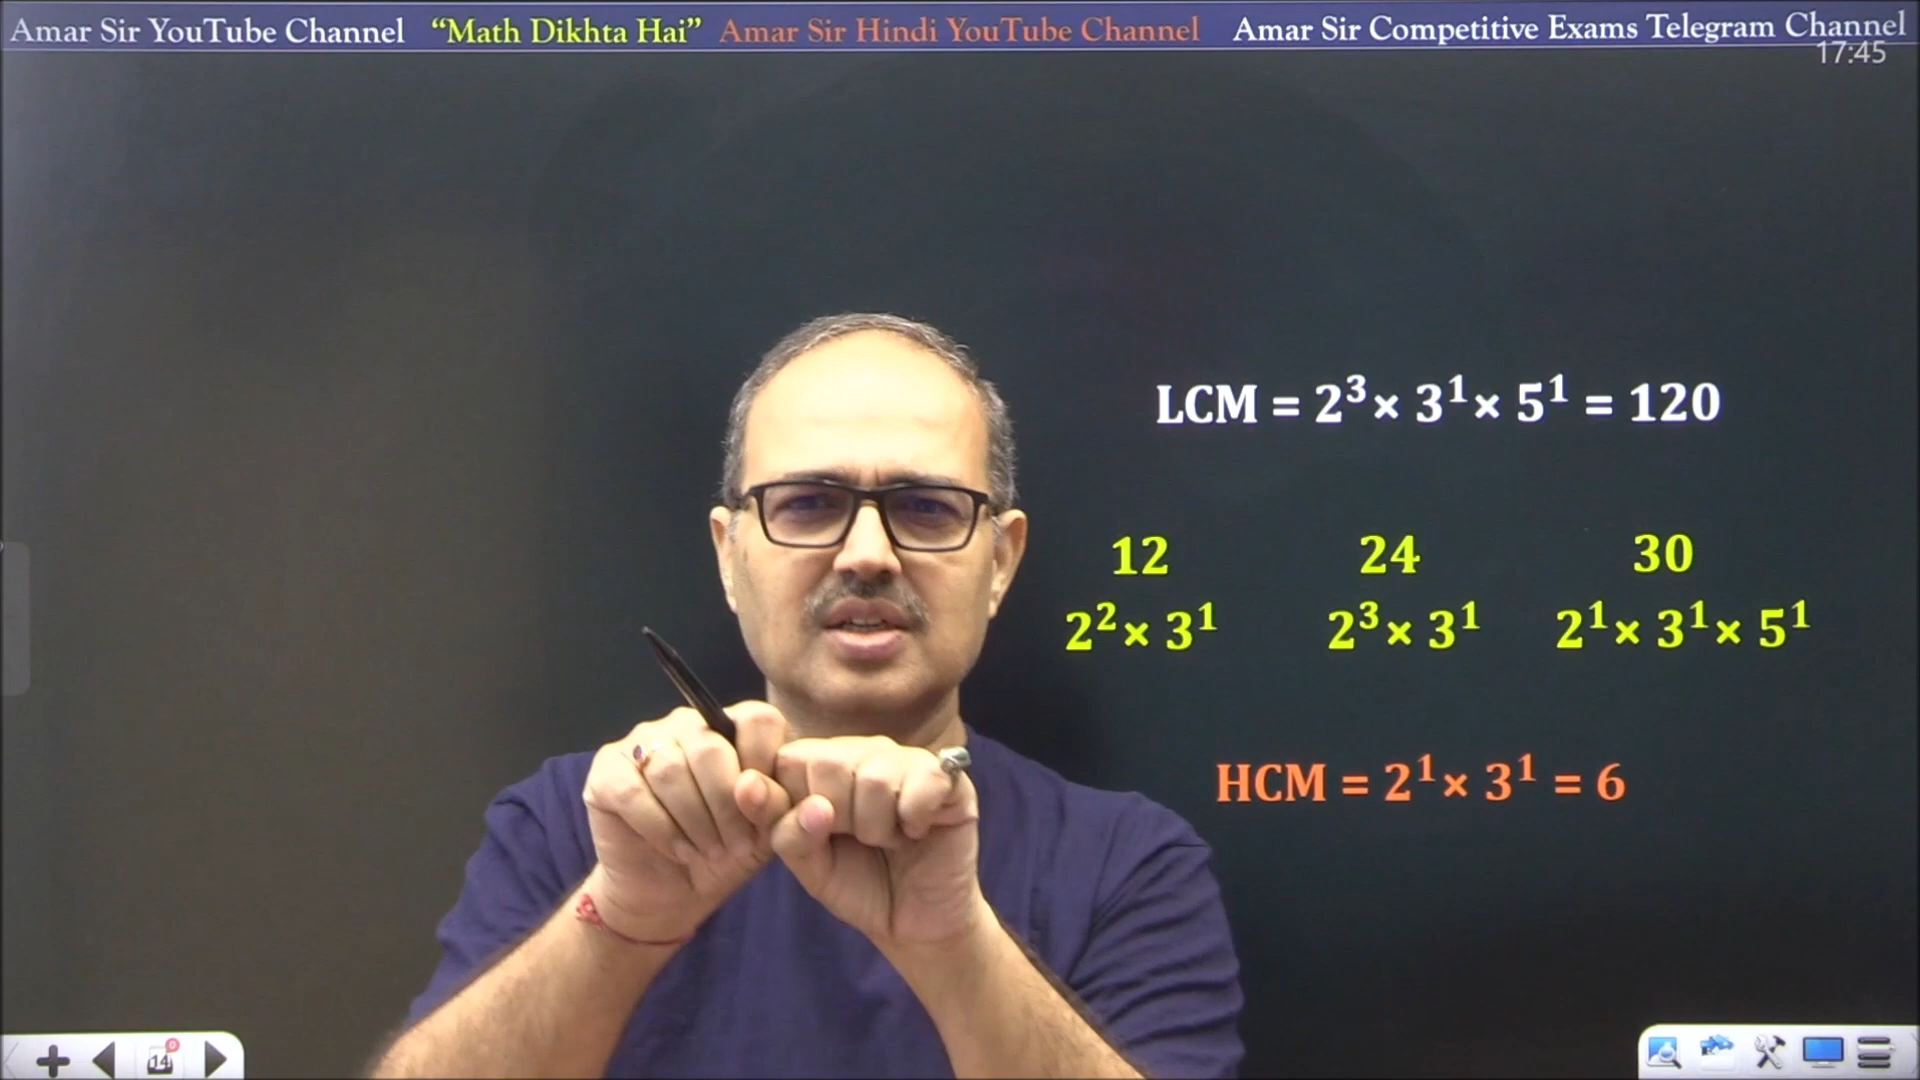 Amar Sir YouTube Channel “Math Dikhta Hai” Amar Sir Hindi YouTube Channel Amar Sir Competitive Exams Telegram Channel
17:45
LCM = 2³× 3¹× 5¹ = 120
12 24 30
2²× 3¹ 2³× 3¹ 2¹× 3¹× 5¹
HCM = 2¹× 3¹ = 6
14
0